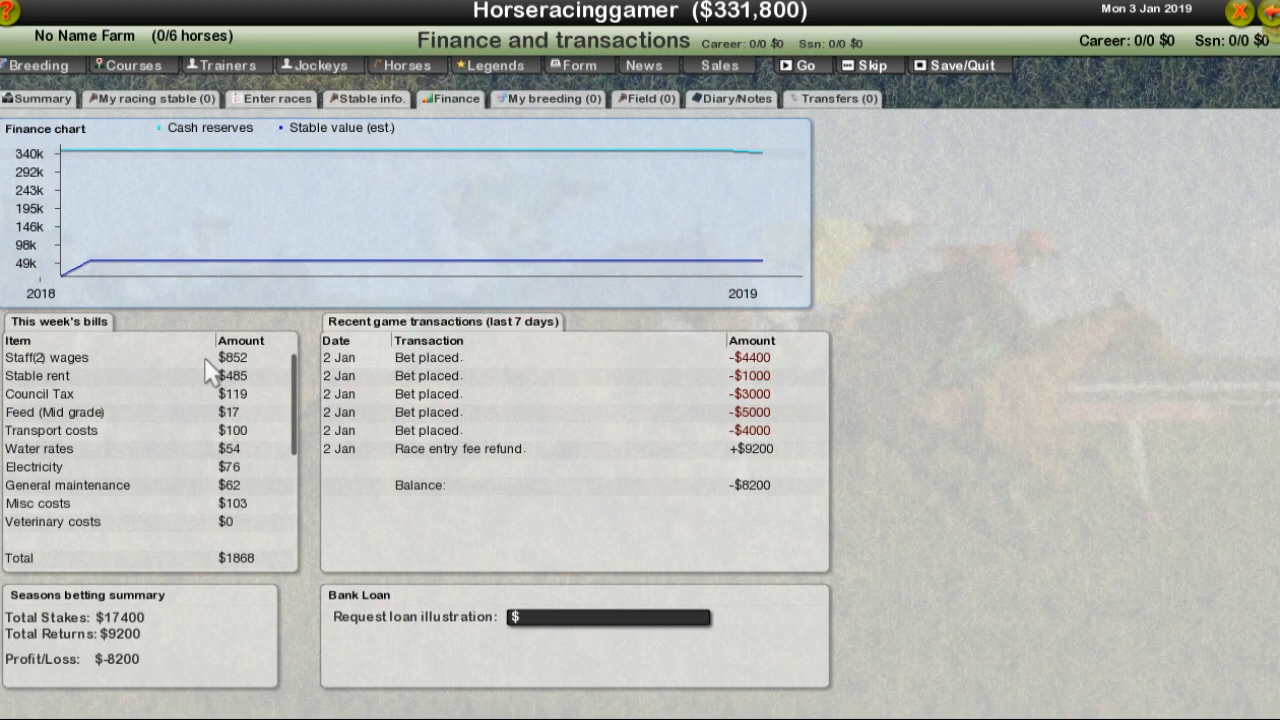 ?
Horseracinggamer ($331,800)
Mon 3 Jan 2019
X
No Name Farm (0/6 horses)
Finance and transactions Career: 0/0 $0 Ssn: 0/0 $0
Career: 0/0 $0 Ssn: 0/0 $0
Breeding Courses Trainers Jockeys Horses Legends Form News Sales Go Skip Save/Quit
Summary My racing stable (0) Enter races Stable info. Finance My breeding (0) Field (0) Diary/Notes Transfers (0)
Finance chart Cash reserves Stable value (est.)
340k
292k
243k
195k
146k
98k
49k
2018 2019
This week's bills
Item Amount
Staff(2) wages $852
Stable rent $485
Council Tax $119
Feed (Mid grade) $17
Transport costs $100
Water rates $54
Electricity $76
General maintenance $62
Misc costs $103
Veterinary costs $0
Total $1868
Recent game transactions (last 7 days)
Date Transaction Amount
2 Jan Bet placed. -$4400
2 Jan Bet placed. -$1000
2 Jan Bet placed. -$3000
2 Jan Bet placed. -$5000
2 Jan Bet placed. -$4000
2 Jan Race entry fee refund. +$9200
Balance: -$8200
Seasons betting summary
Total Stakes: $17400
Total Returns: $9200
Profit/Loss: $-8200
Bank Loan
Request loan illustration: $